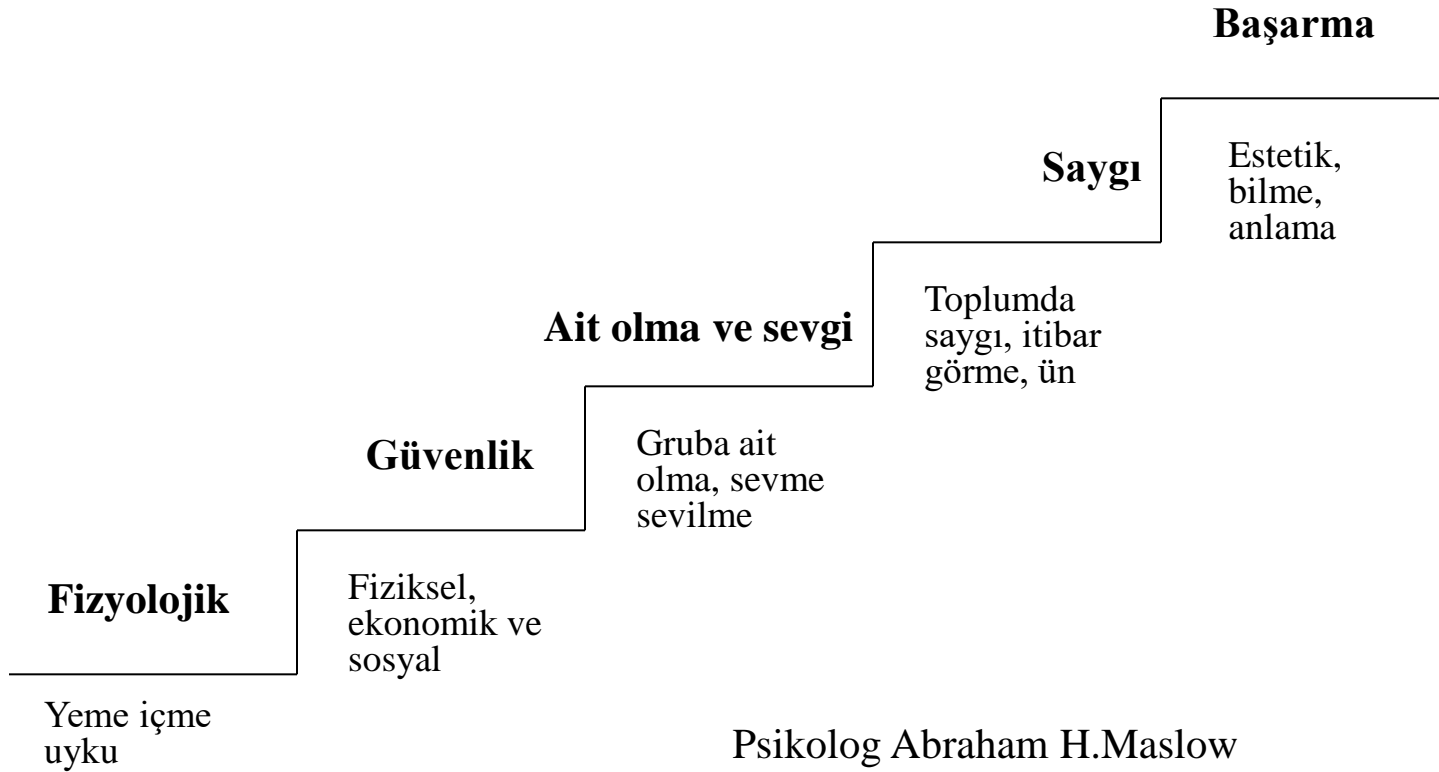 Başarma
Estetik,
bilme,
anlama
Saygı
Toplumda
saygı, itibar
görme, ün
Ait olma ve sevgi
Gruba ait
olma, sevme
sevilme
Güvenlik
Fiziksel,
ekonomik ve
sosyal
Fizyolojik
Yeme içme
uyku
Psikolog Abraham H.Maslow